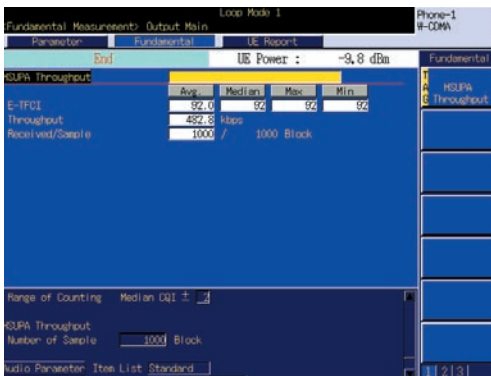 Loop Mode 1
Phone-1
<Fundamental Measurement> Output Main
W-CDMA
Parameter Fundamental UE Report
End UE Power : -9.8 dBm Fundamental
HSUPA Throughput
TAG HSUPA Throughput
Avg. Median Max Min
E-TFCI 92.0 92 92 92
Throughput 482.8 kbps
Received/Sample 1000 / 1000 Block
Range of Counting Median CQI ± 2
HSUPA Throughput
Number of Sample 1000 Block
Audio Parameter Item List Standard
1 2 3